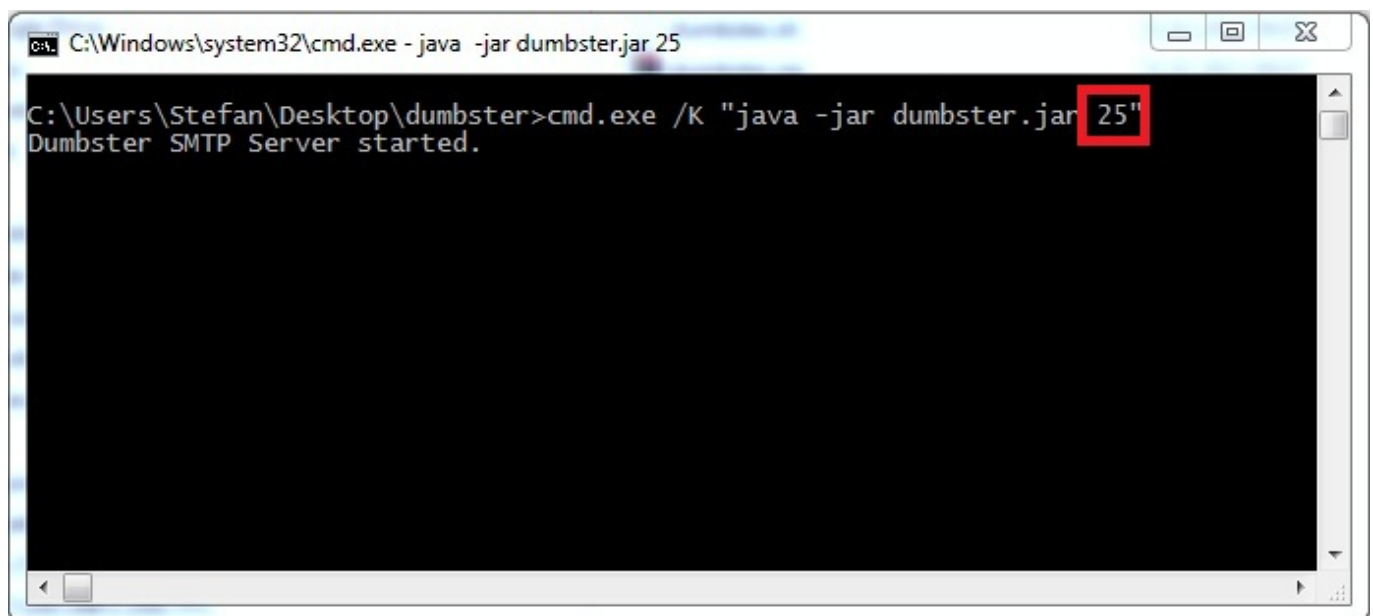 C:\Windows\system32\cmd.exe - java  -jar dumbster.jar 25
C:\Users\Stefan\Desktop\dumbster>cmd.exe /K "java -jar dumbster.jar 25"
Dumbster SMTP Server started.